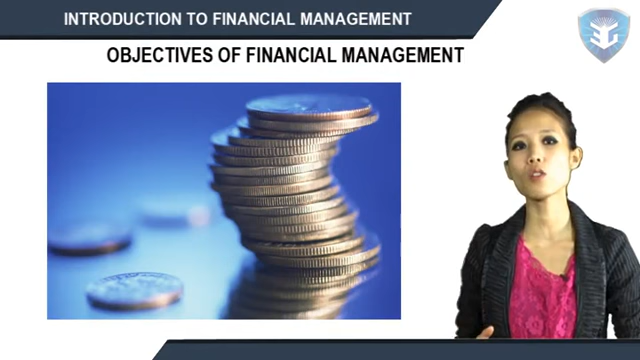 INTRODUCTION TO FINANCIAL MANAGEMENT
OBJECTIVES OF FINANCIAL MANAGEMENT